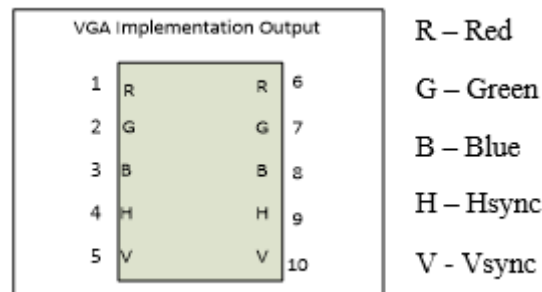 VGA Implementation Output
1 R R 6
2 G G 7
3 B B 8
4 H H 9
5 V V 10
R – Red
G – Green
B – Blue
H – Hsync
V - Vsync